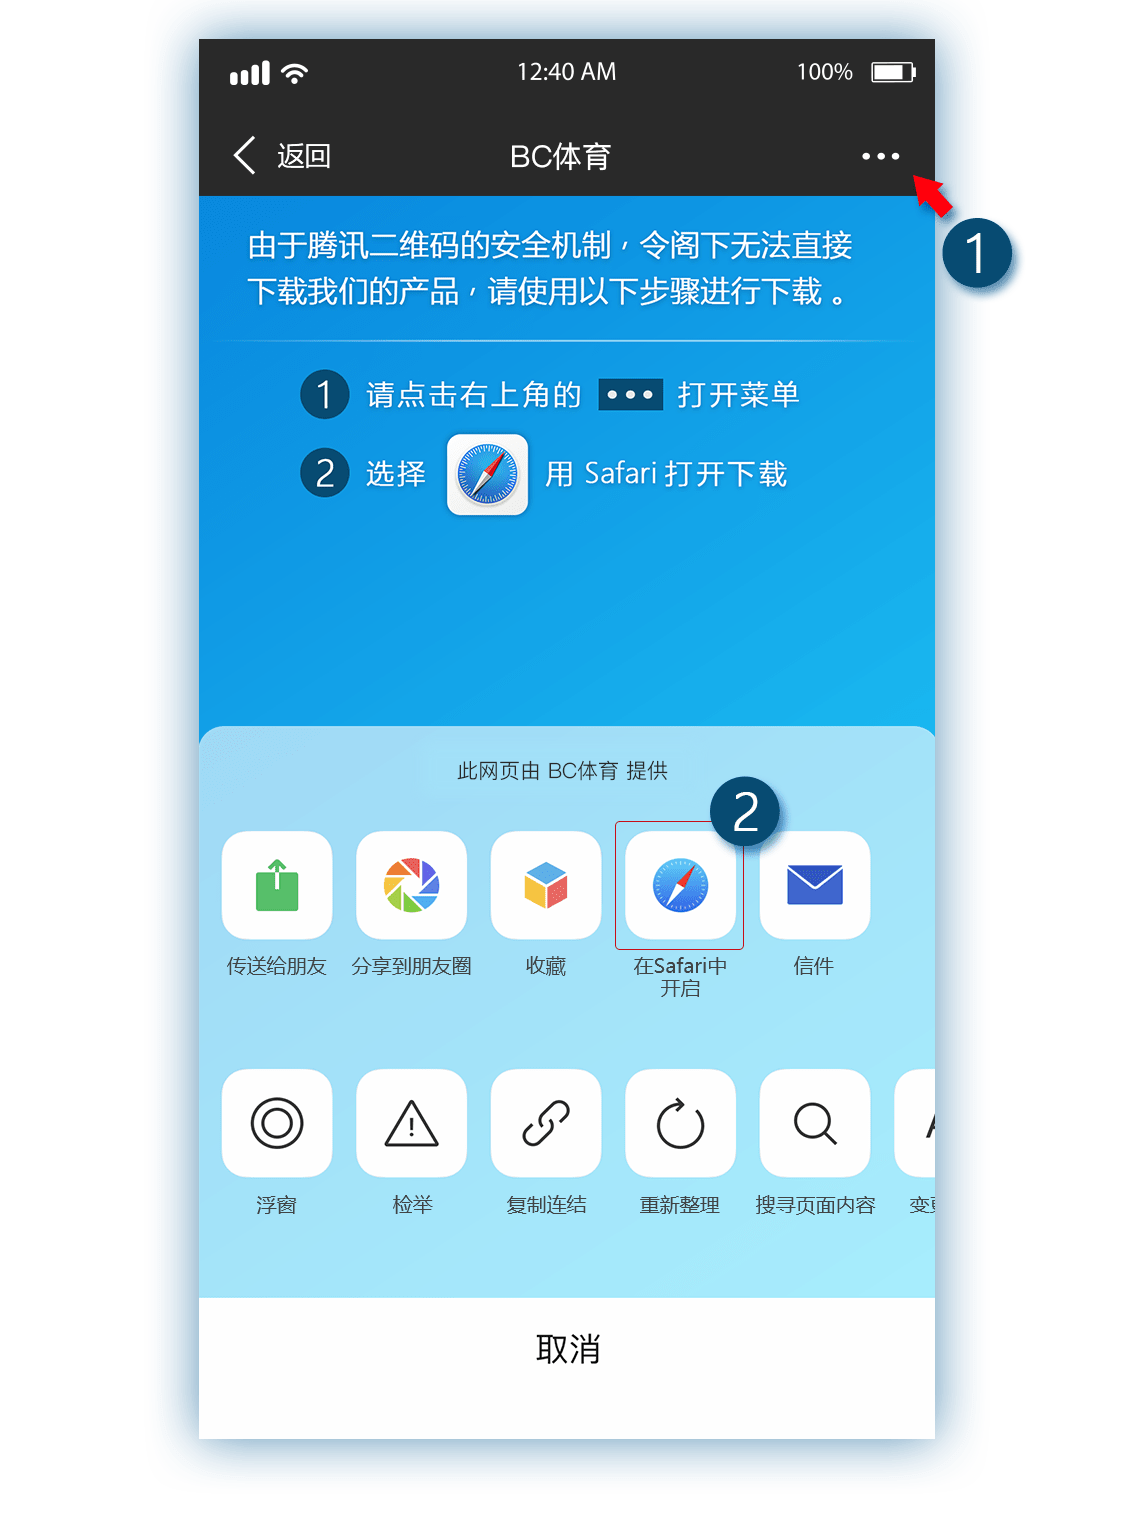 12:40 AM
100%
返回
BC体育
1
由于腾讯二维码的安全机制，令阁下无法直接
下载我们的产品，请使用以下步骤进行下载。
1 请点击右上角的 ••• 打开菜单
2 选择 用 Safari 打开下载
此网页由 BC体育 提供
2
传送给朋友
分享到朋友圈
收藏
在Safari中
开启
信件
浮窗
检举
复制连结
重新整理
搜寻页面内容
取消